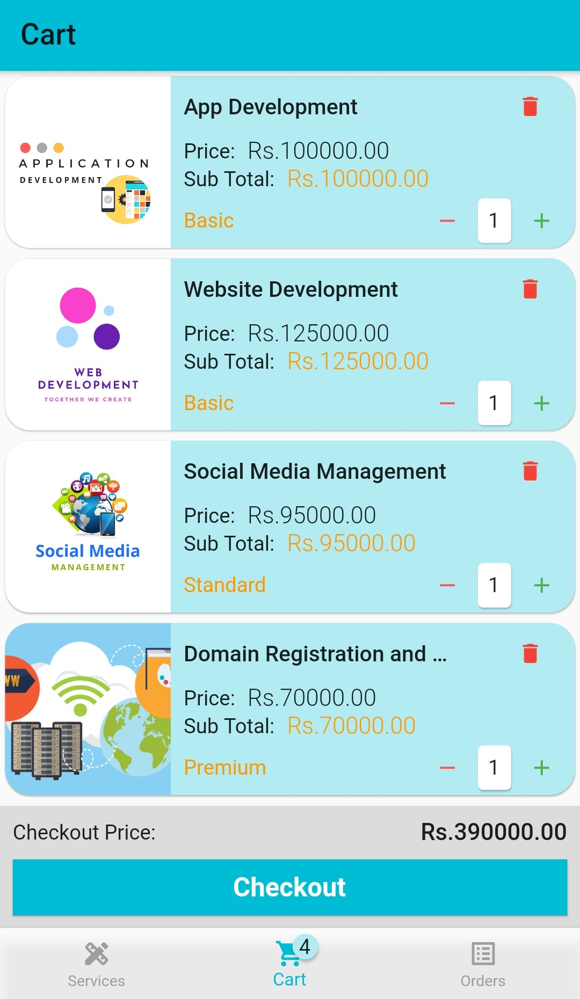 Cart
App Development
APPLICATION
DEVELOPMENT
Price: Rs.100000.00
Sub Total: Rs.100000.00
Basic
1
Website Development
WEB
DEVELOPMENT
TOGETHER WE CREATE
Price: Rs.125000.00
Sub Total: Rs.125000.00
Basic
1
Social Media Management
Social Media
MANAGEMENT
Price: Rs.95000.00
Sub Total: Rs.95000.00
Standard
1
Domain Registration and ...
Price: Rs.70000.00
Sub Total: Rs.70000.00
Premium
1
Checkout Price: Rs.390000.00
Checkout
Services
4
Cart
Orders